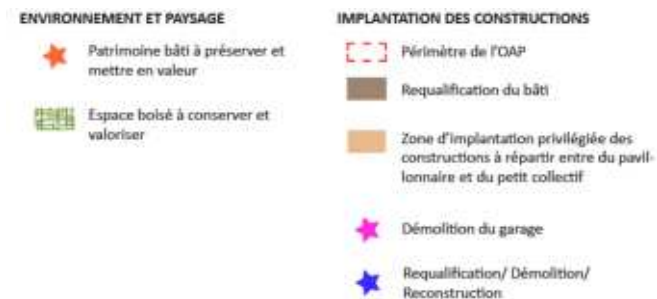 ENVIRONNEMENT ET PAYSAGE
Patrimoine bâti à préserver et
mettre en valeur
Espace boisé à conserver et
valoriser
IMPLANTATION DES CONSTRUCTIONS
Périmètre de l'OAP
Requalification du bâti
Zone d'implantation privilégiée des
constructions à répartir entre du pavil-
lonnaire et du petit collectif
Démolition du garage
Requalification/ Démolition/
Reconstruction